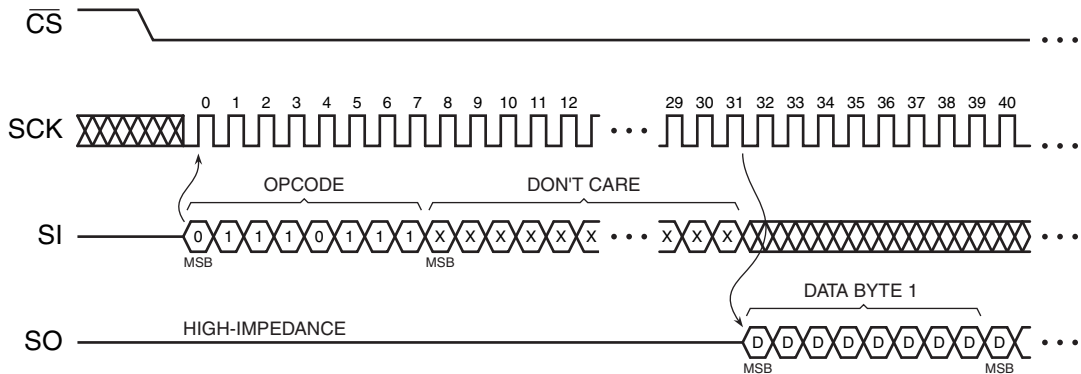 CS
0 1 2 3 4 5 6 7 8 9 10 11 12 29 30 31 32 33 34 35 36 37 38 39 40
SCK
OPCODE DON'T CARE
SI 0 1 1 1 0 1 1 1 X X X X X X X X X
MSB MSB
DATA BYTE 1
HIGH-IMPEDANCE
SO D D D D D D D D D
MSB MSB